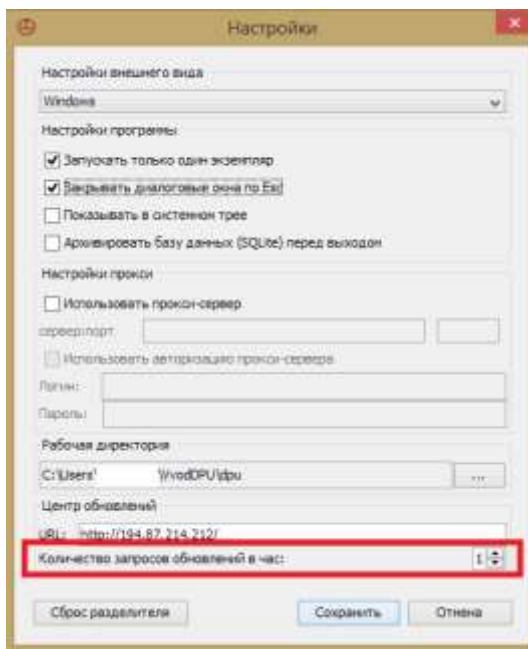 Настройки
Настройки внешнего вида
Windows
Настройки программы
Запускать только один экземпляр
Закрывать диалоговые окна по Esc
Показывать в системном трее
Архивировать базу данных (SQLite) перед выходом
Настройки прокси
Использовать прокси-сервер
сервер:порт
Использовать авторизацию прокси-сервера
Логин:
Пароль:
Рабочая директория
C:\Users\ \VvodDPU\dpu ...
Центр обновлений
URL: http://194.87.214.212/
Количество запросов обновлений в час: 1
Сброс разделителя Сохранить Отмена